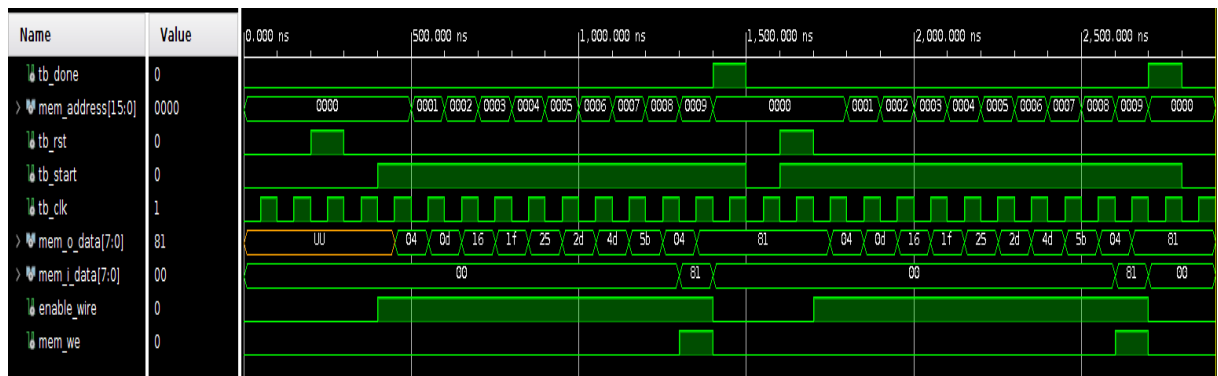 Name Value 0.000 ns 500.000 ns 1,000.000 ns 1,500.000 ns 2,000.000 ns 2,500.000 ns
tb_done 0
mem_address[15:0] 0000 0000 0001 0002 0003 0004 0005 0006 0007 0008 0009 0000 0001 0002 0003 0004 0005 0006 0007 0008 0009 0000
tb_rst 0
tb_start 0
tb_clk 1
mem_o_data[7:0] 81 UU 04 0d 16 1f 25 2d 4d 5b 04 81 04 0d 16 1f 25 2d 4d 5b 04 81
mem_i_data[7:0] 00 00 81 00 81 00
enable_wire 0
mem_we 0